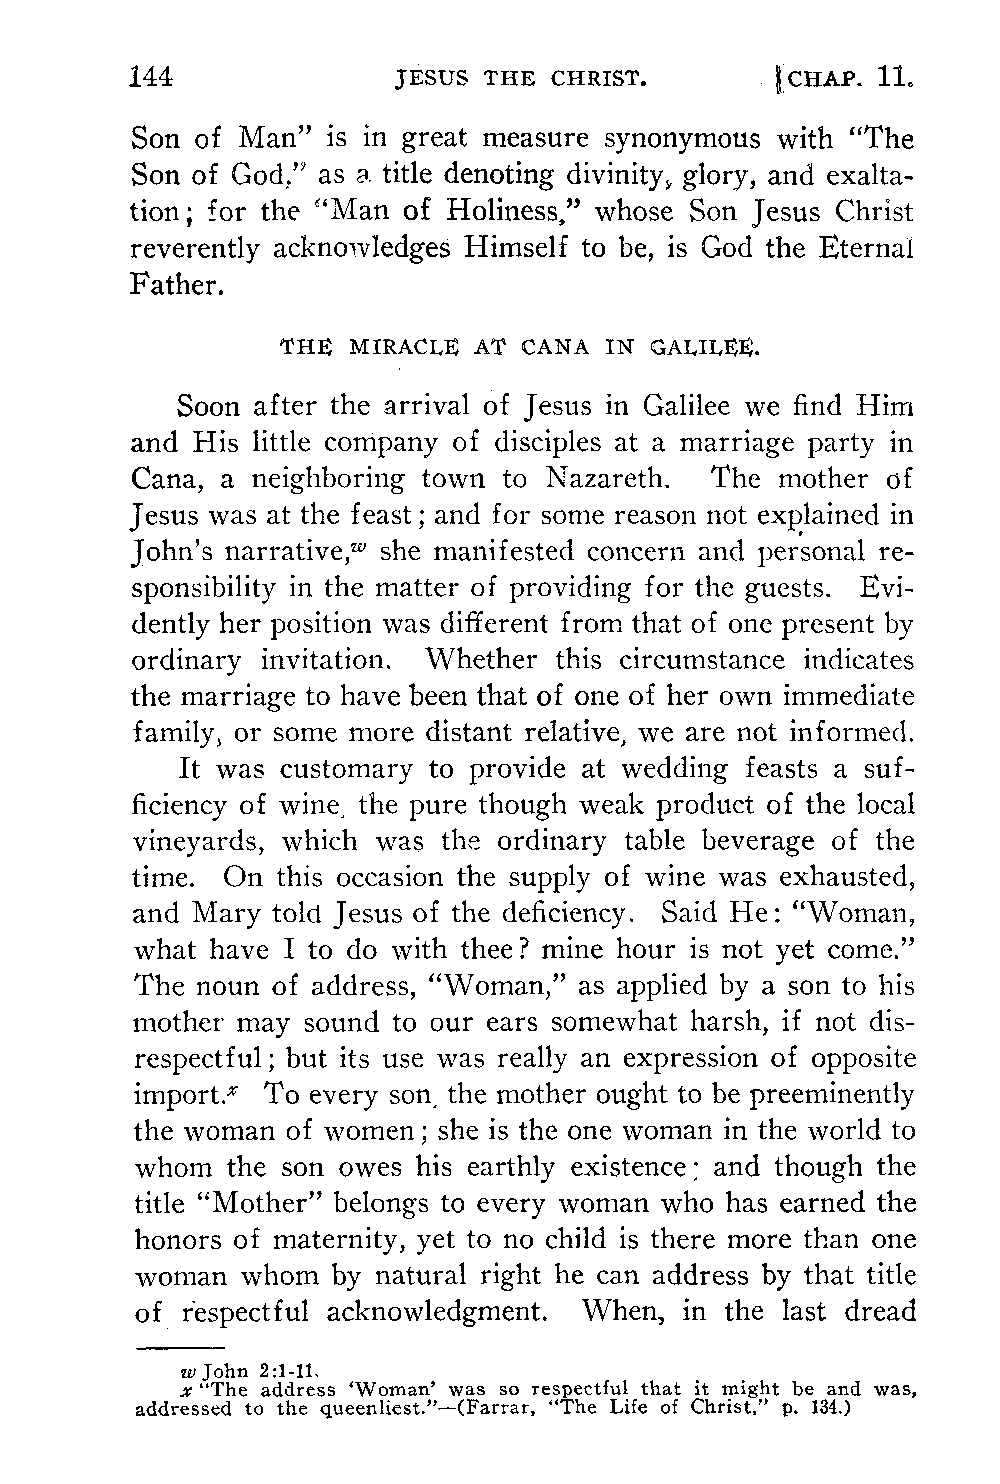 144 JESUS THE CHRIST. [CHAP. 11.
Son of Man” is in great measure synonymous with “The
Son of God,” as a title denoting divinity, glory, and exalta-
tion; for the “Man of Holiness,” whose Son Jesus Christ
reverently acknowledges Himself to be, is God the Eternal
Father.
THE MIRACLE AT CANA IN GALILEE.
Soon after the arrival of Jesus in Galilee we find Him
and His little company of disciples at a marriage party in
Cana, a neighboring town to Nazareth. The mother of
Jesus was at the feast; and for some reason not explained in
John’s narrative,w she manifested concern and personal re-
sponsibility in the matter of providing for the guests. Evi-
dently her position was different from that of one present by
ordinary invitation. Whether this circumstance indicates
the marriage to have been that of one of her own immediate
family, or some more distant relative, we are not informed.
It was customary to provide at wedding feasts a suf-
ficiency of wine, the pure though weak product of the local
vineyards, which was the ordinary table beverage of the
time. On this occasion the supply of wine was exhausted,
and Mary told Jesus of the deficiency. Said He: “Woman,
what have I to do with thee? mine hour is not yet come.”
The noun of address, “Woman,” as applied by a son to his
mother may sound to our ears somewhat harsh, if not dis-
respectful; but its use was really an expression of opposite
import.x To every son, the mother ought to be preeminently
the woman of women; she is the one woman in the world to
whom the son owes his earthly existence; and though the
title “Mother” belongs to every woman who has earned the
honors of maternity, yet to no child is there more than one
woman whom by natural right he can address by that title
of respectful acknowledgment. When, in the last dread
w John 2:1-11.
x “The address ‘Woman’ was so respectful that it might be and was,
addressed to the queenliest.”—(Farrar, “The Life of Christ,” p. 134.)